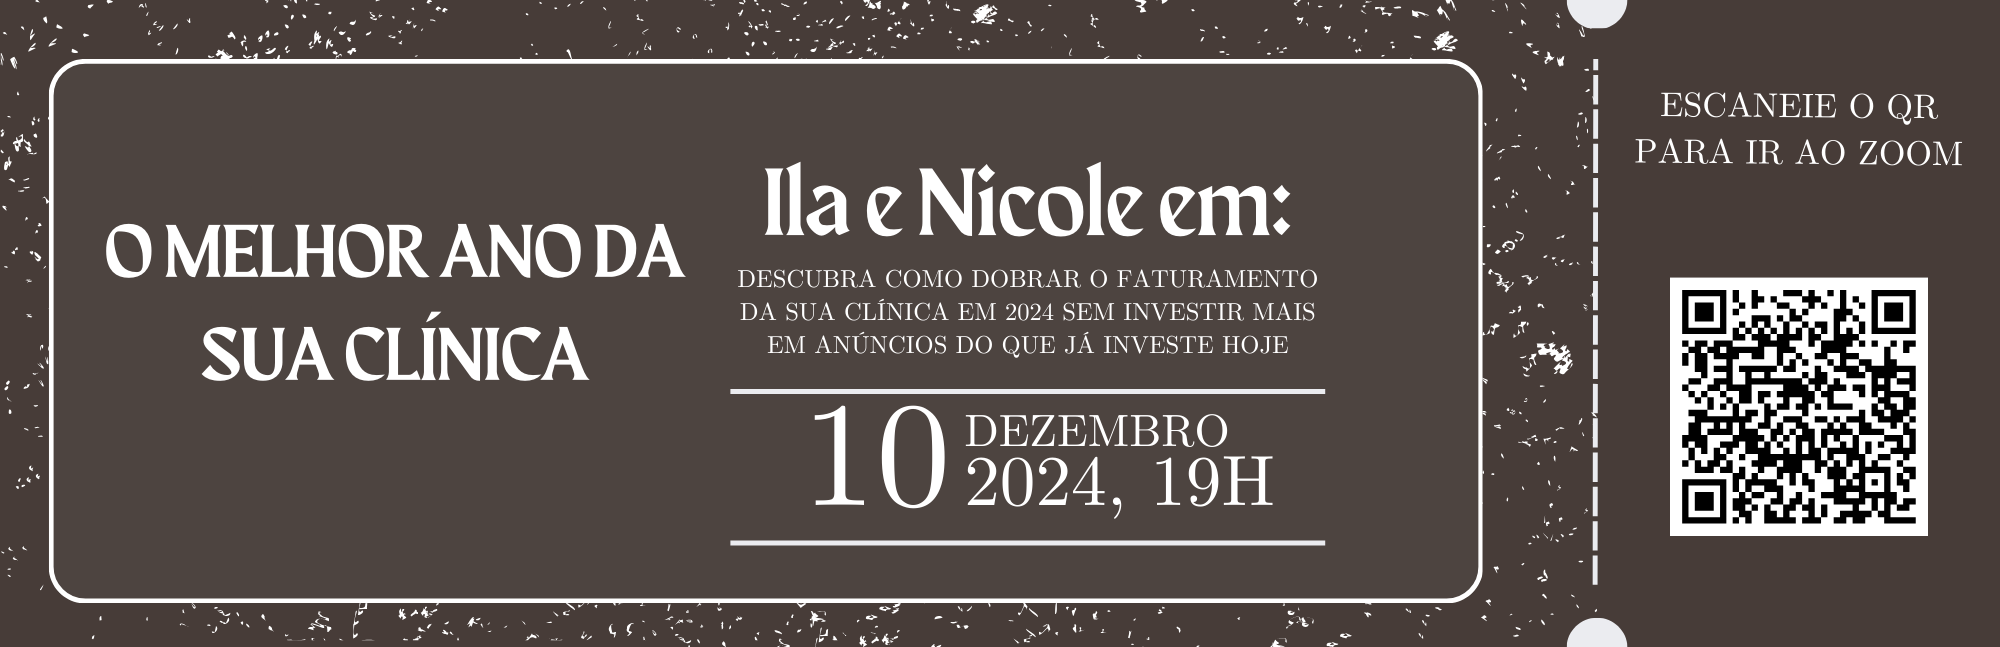 O MELHOR ANO DA
SUA CLÍNICA
Ila e Nicole em:
DESCUBRA COMO DOBRAR O FATURAMENTO
DA SUA CLÍNICA EM 2024 SEM INVESTIR MAIS
EM ANÚNCIOS DO QUE JÁ INVESTE HOJE
10 DEZEMBRO
2024, 19H
ESCANEIE O QR
PARA IR AO ZOOM